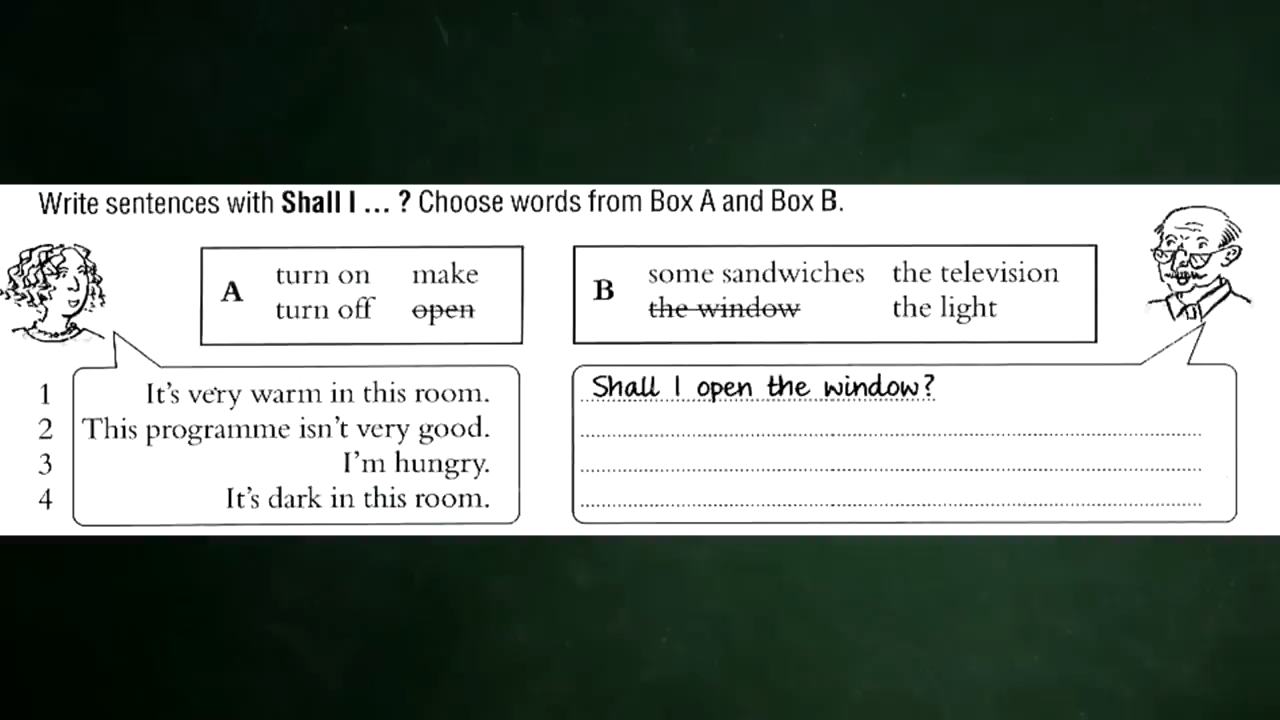 Write sentences with Shall I ... ? Choose words from Box A and Box B.
A
turn on make
turn off open
B
some sandwiches the television
the window the light
1 It's very warm in this room.
2 This programme isn't very good.
3 I'm hungry.
4 It's dark in this room.
Shall I open the window?